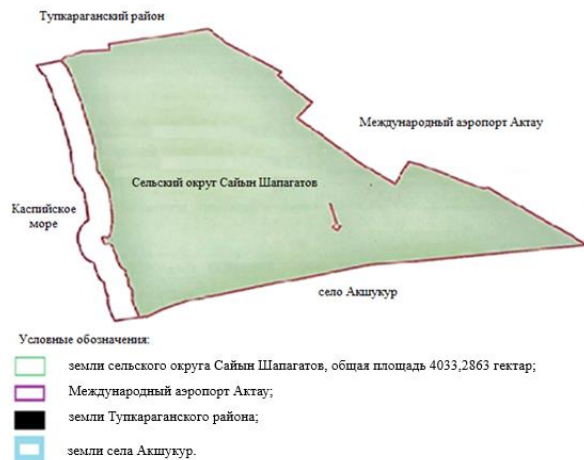 Тупкараганский район
Международный аэропорт Актау
Сельский округ Сайын Шапагатов
Каспийское
море
село Акшукур
Условные обозначения:
земли сельского округа Сайын Шапагатов, общая площадь 4033,2863 гектар;
Международный аэропорт Актау;
земли Тупкараганского района;
земли села Акшукур.